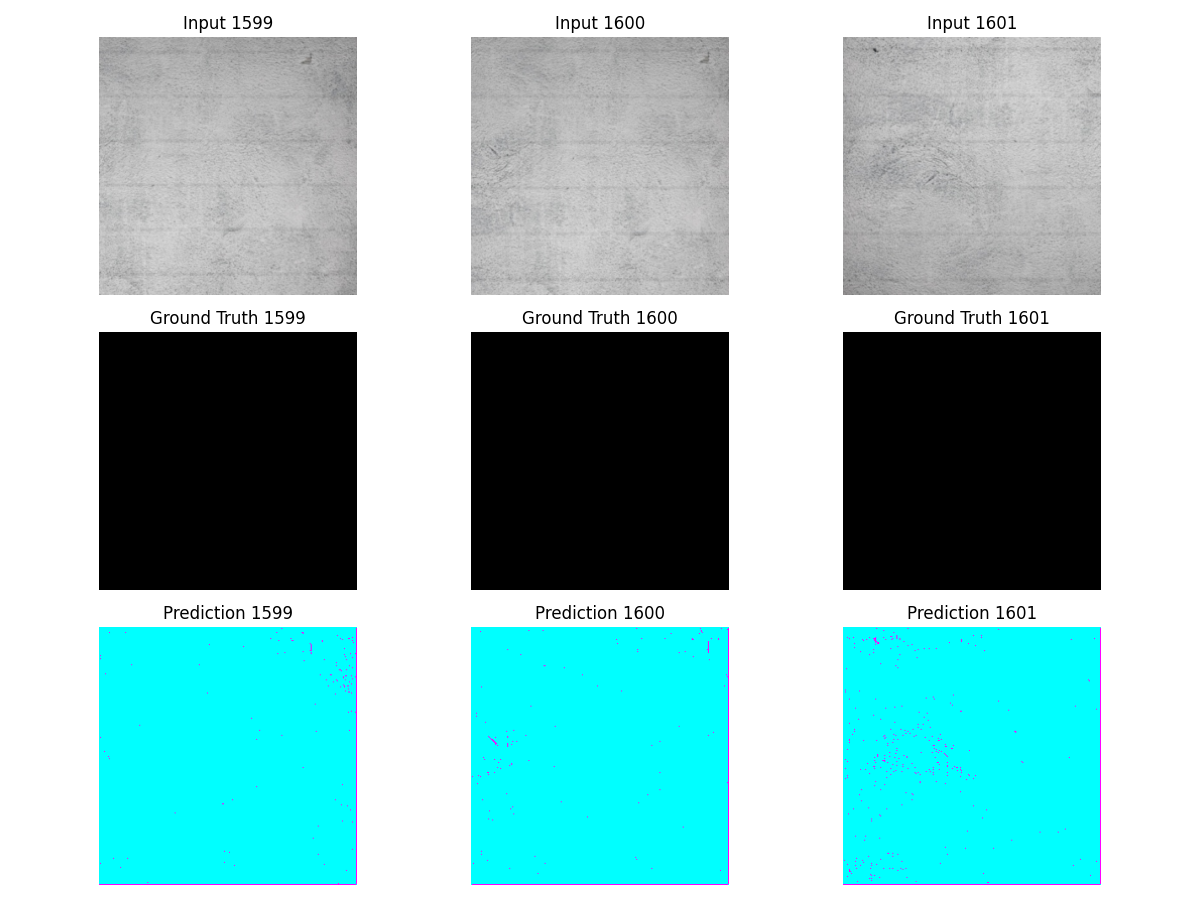 Input 1599
Input 1600
Input 1601
Ground Truth 1599
Ground Truth 1600
Ground Truth 1601
Prediction 1599
Prediction 1600
Prediction 1601